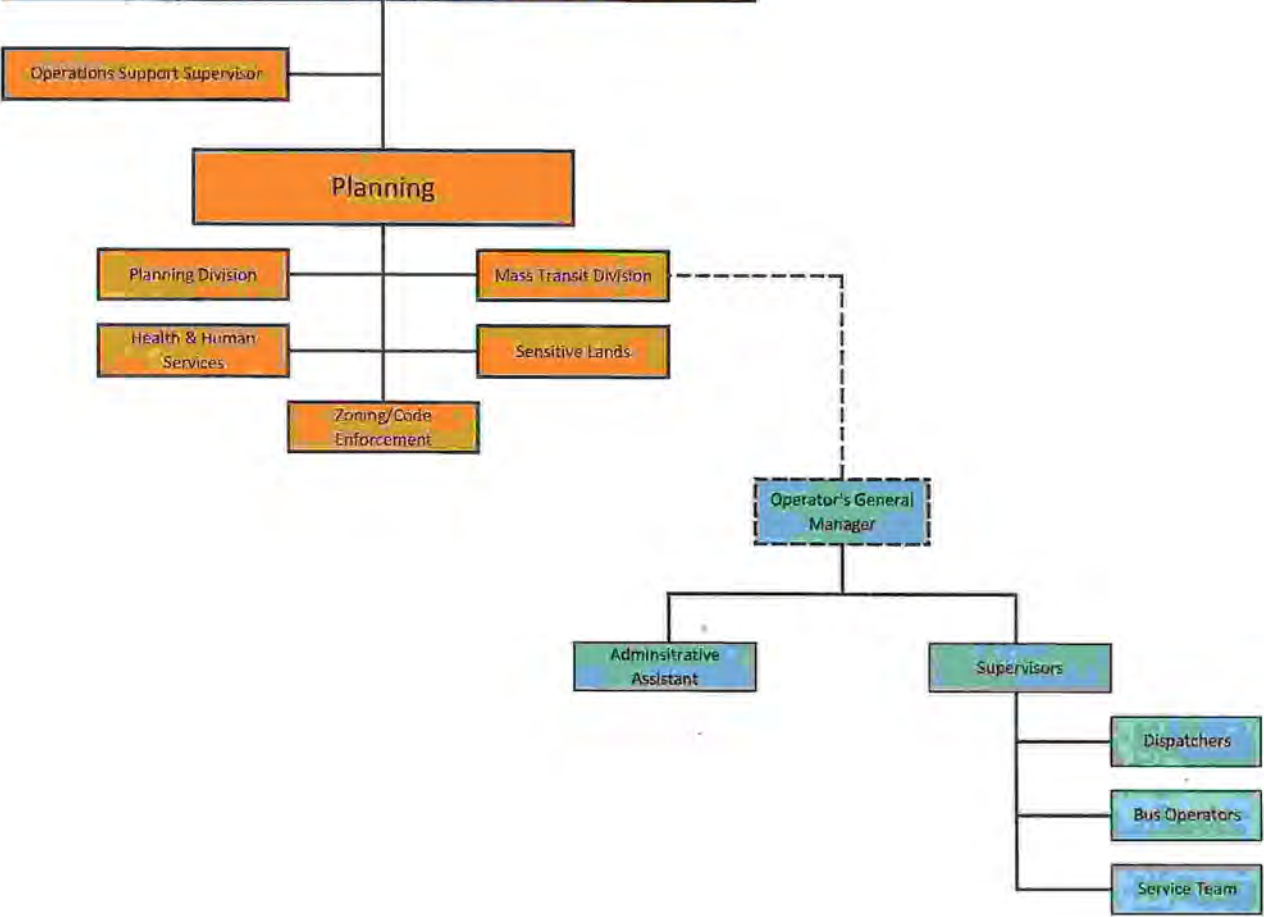 Operations Support Supervisor
Planning
Planning Division
Mass Transit Division
Health & Human
Services
Sensitive Lands
Zoning/Code
Enforcement
Operator's General
Manager
Adminsitrative
Assistant
Supervisors
Dispatchers
Bus Operators
Service Team